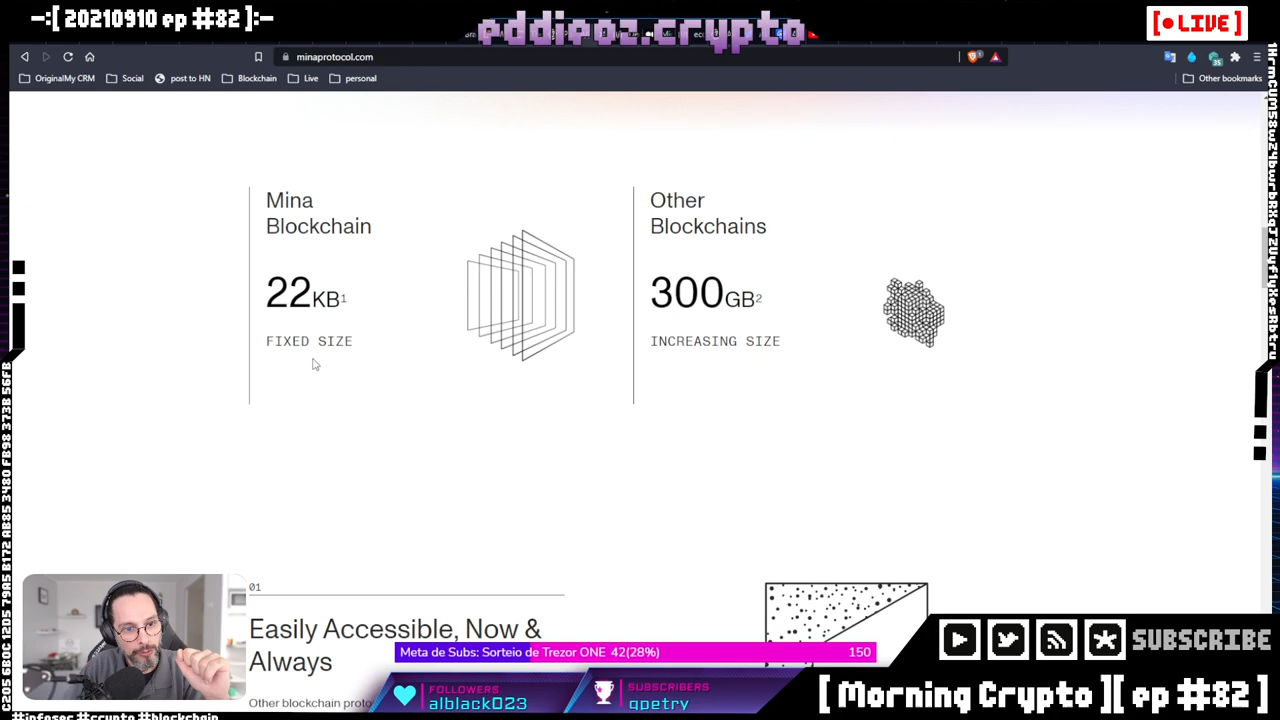 -:[ 20210910 ep #82 ]:-
eddieoz.crypto
[ • LIVE ]
minaprotocol.com
35
OriginalMy CRM
Social
post to HN
Blockchain
Live
personal
Other bookmarks
Mina
Blockchain
22KB1
FIXED SIZE
Other
Blockchains
300GB2
INCREASING SIZE
01
Easily Accessible, Now &
Always
Other blockchain proto
Meta de Subs: Sorteio de Trezor ONE 42(28%)
150
FOLLOWERS
alblack023
SUBSCRIBERS
gpetry
SUBSCRIBE
[ Morning Crypto ][ ep #82 ]
#infosec #crypto #blockchain